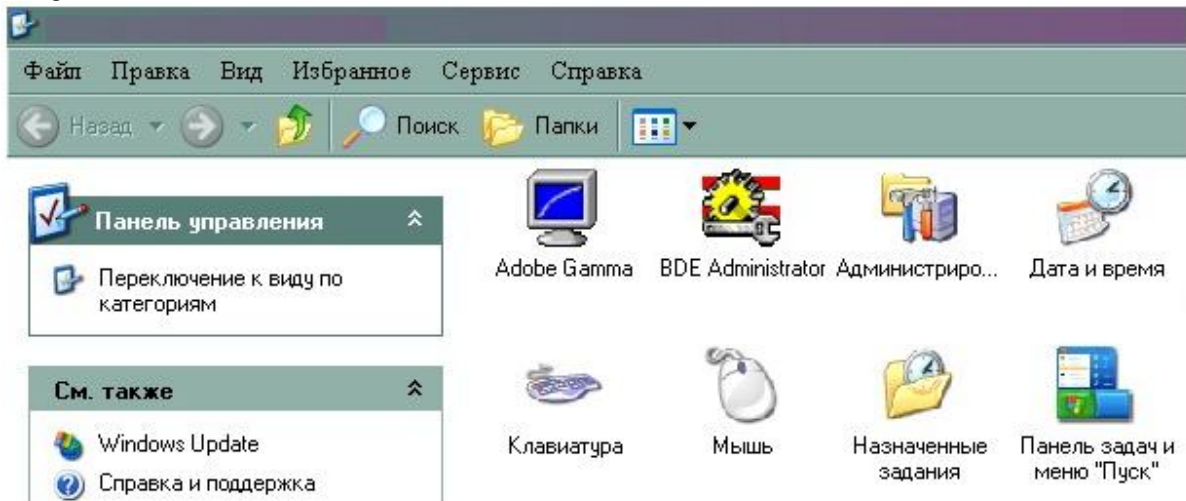 Файл Правка Вид Избранное Сервис Справка
Назад Поиск Папки
Панель управления
Переключение к виду по
категориям
См. также
Windows Update
Справка и поддержка
Adobe Gamma BDE Administrator Администриро... Дата и время
Клавиатура Мышь Назначенные
задания Панель задач и
меню "Пуск"